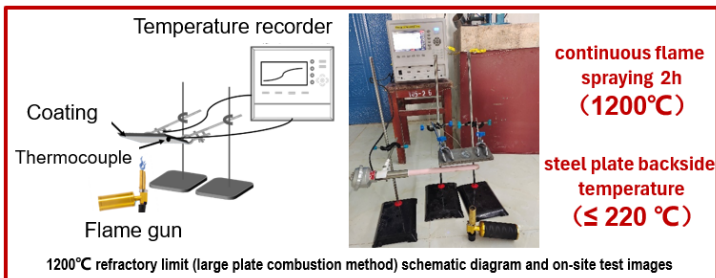 Temperature recorder
Coating
Thermocouple
Flame gun
continuous flame
spraying 2h
（1200℃）
steel plate backside
temperature
（≤ 220 ℃）
1200℃ refractory limit (large plate combustion method) schematic diagram and on-site test images